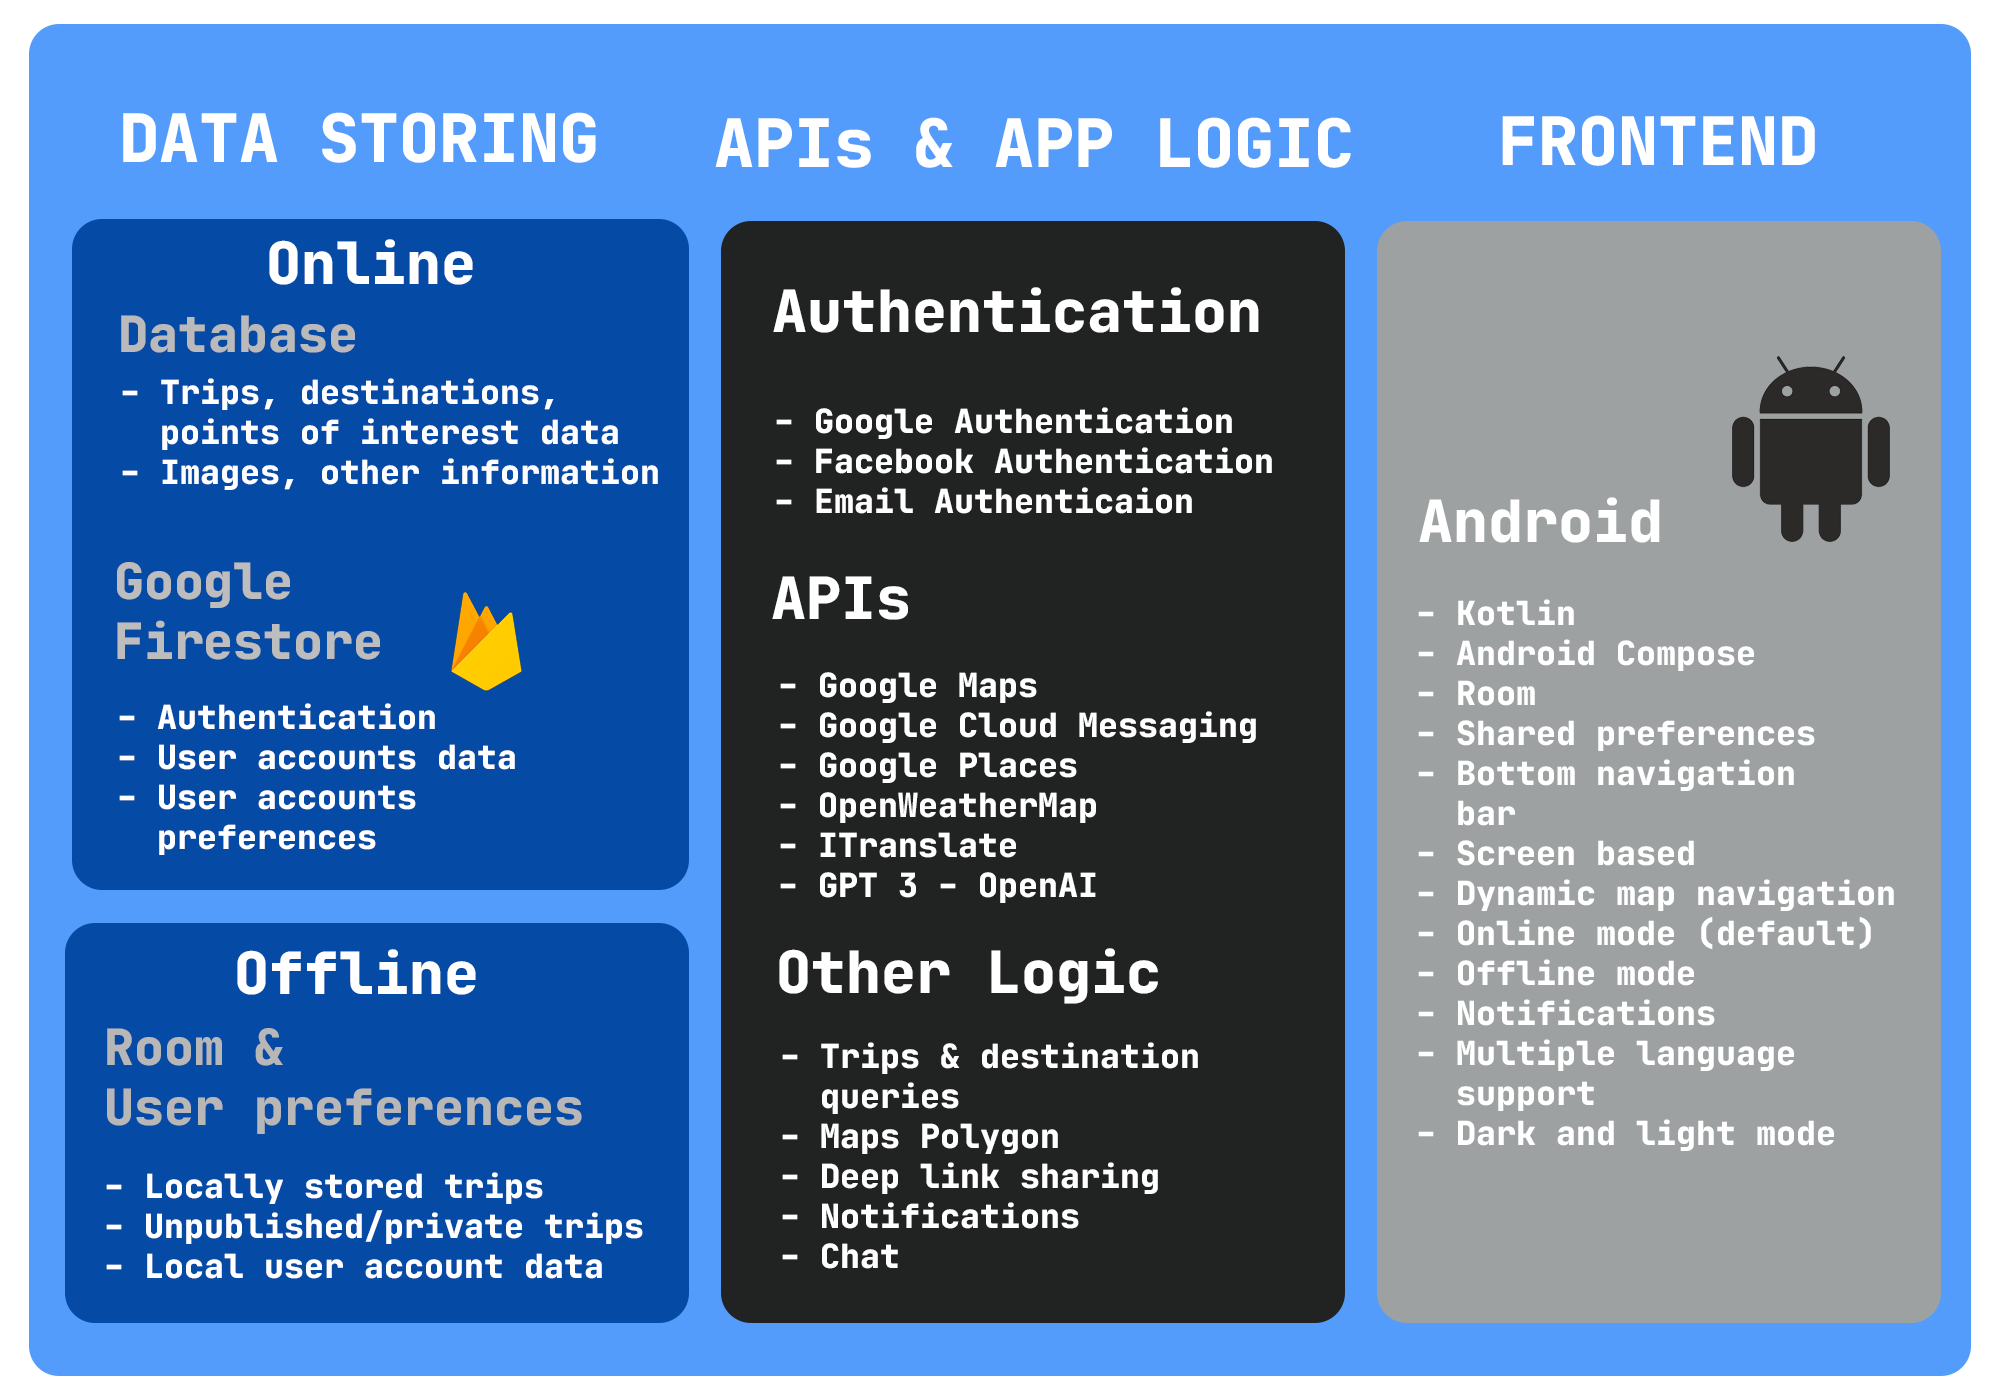 DATA STORING
Online
Database
- Trips, destinations,
points of interest data
- Images, other information
Google
Firestore
- Authentication
- User accounts data
- User accounts
preferences
Offline
Room &
User preferences
- Locally stored trips
- Unpublished/private trips
- Local user account data
APIs & APP LOGIC
Authentication
- Google Authentication
- Facebook Authentication
- Email Authenticaion
APIs
- Google Maps
- Google Cloud Messaging
- Google Places
- OpenWeatherMap
- ITranslate
- GPT 3 - OpenAI
Other Logic
- Trips & destination
queries
- Maps Polygon
- Deep link sharing
- Notifications
- Chat
FRONTEND
Android
- Kotlin
- Android Compose
- Room
- Shared preferences
- Bottom navigation
bar
- Screen based
- Dynamic map navigation
- Online mode (default)
- Offline mode
- Notifications
- Multiple language
support
- Dark and light mode